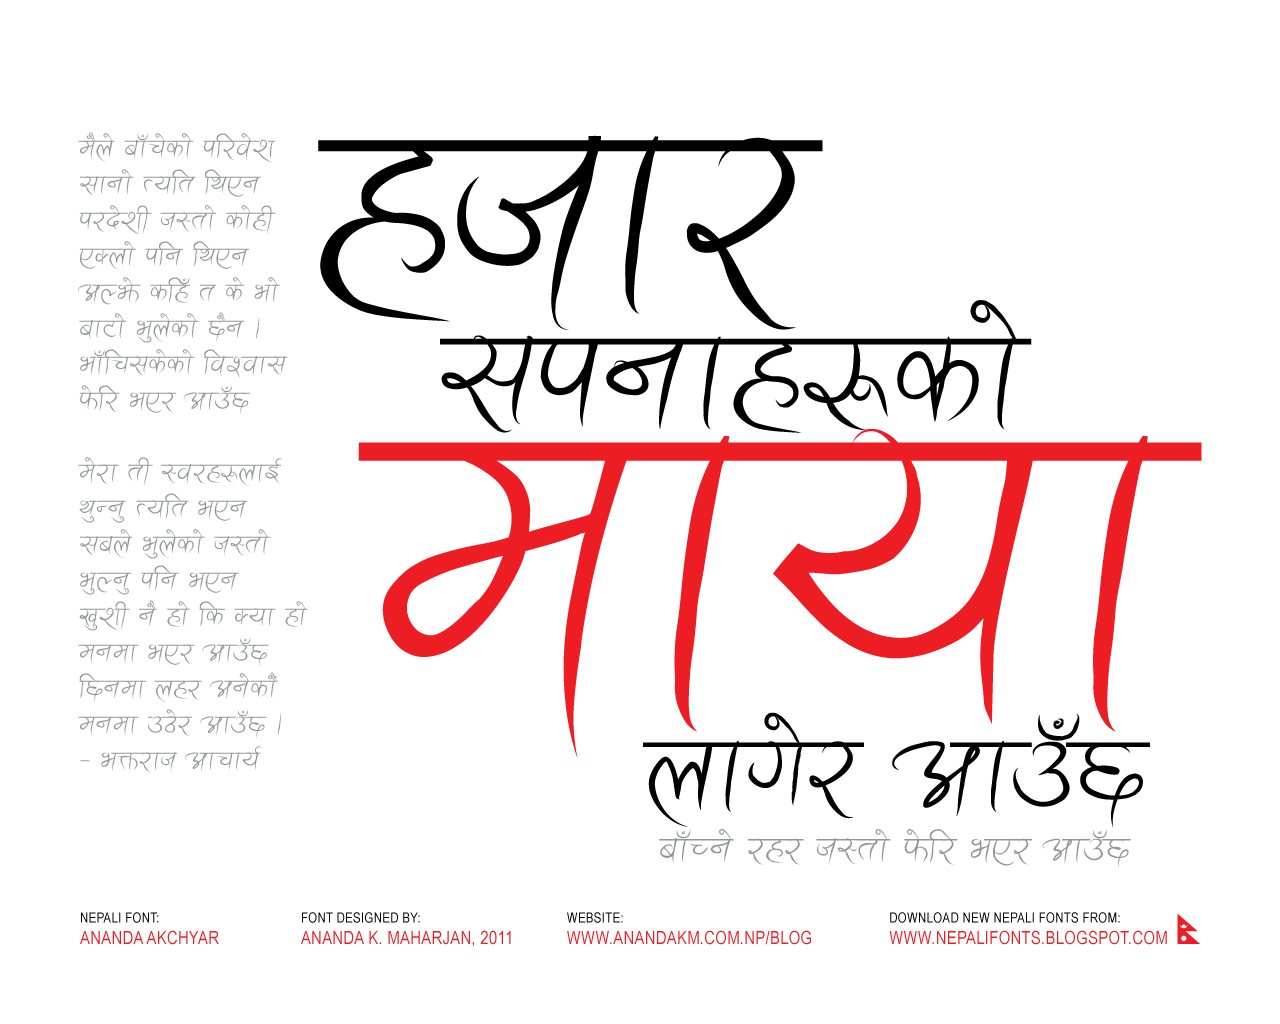 मैले बाँचेको परिवेश
सानो त्यति थिएन
परदेशी जस्तो कोही
एक्लो पनि थिएन
अल्झे कहिँ त के भो
बाटो भुलेको छैन ।
भाँचिसकेको विश्वास
फेरि भएर आउँछ
मेरा ती स्वरहरूलाई
थुन्नु त्यति भएन
सबले भुलेको जस्तो
भुल्नु पनि भएन
खुशी नै हो कि क्या हो
मनमा भएर आउँछ
छिनमा लहर अनेकौं
मनमा उठेर आउँछ ।
- भक्तराज आचार्य
हजार
सपनाहरूको
माया
लागेर आउँछ
बाँच्ने रहर जस्तो फेरि भएर आउँछ
NEPALI FONT:
ANANDA AKCHYAR
FONT DESIGNED BY:
ANANDA K. MAHARJAN, 2011
WEBSITE:
WWW.ANANDAKM.COM.NP/BLOG
DOWNLOAD NEW NEPALI FONTS FROM:
WWW.NEPALIFONTS.BLOGSPOT.COM